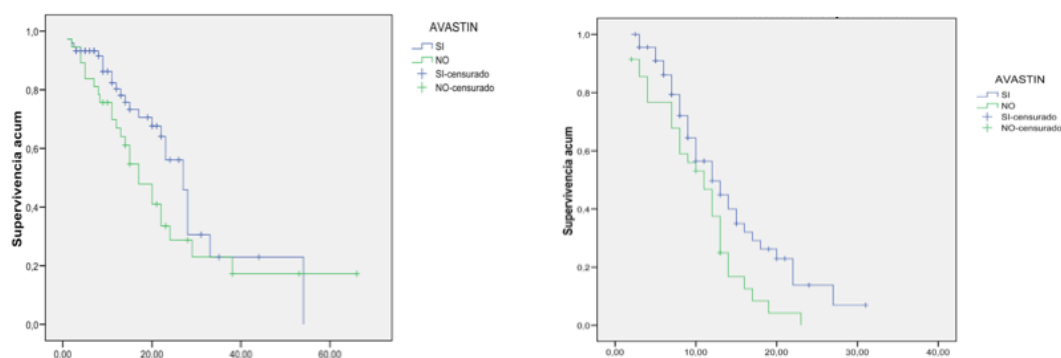 AVASTIN
SI
NO
SI-censurado
NO-censurado
Supervivencia acum
1,0
0,8
0,6
0,4
0,2
0,0
0,00
20,00
40,00
60,00
AVASTIN
SI
NO
SI-censurado
NO-censurado
Supervivencia acum
1,0
0,8
0,6
0,4
0,2
0.0
0,00
10,00
20,00
30,00
40,00